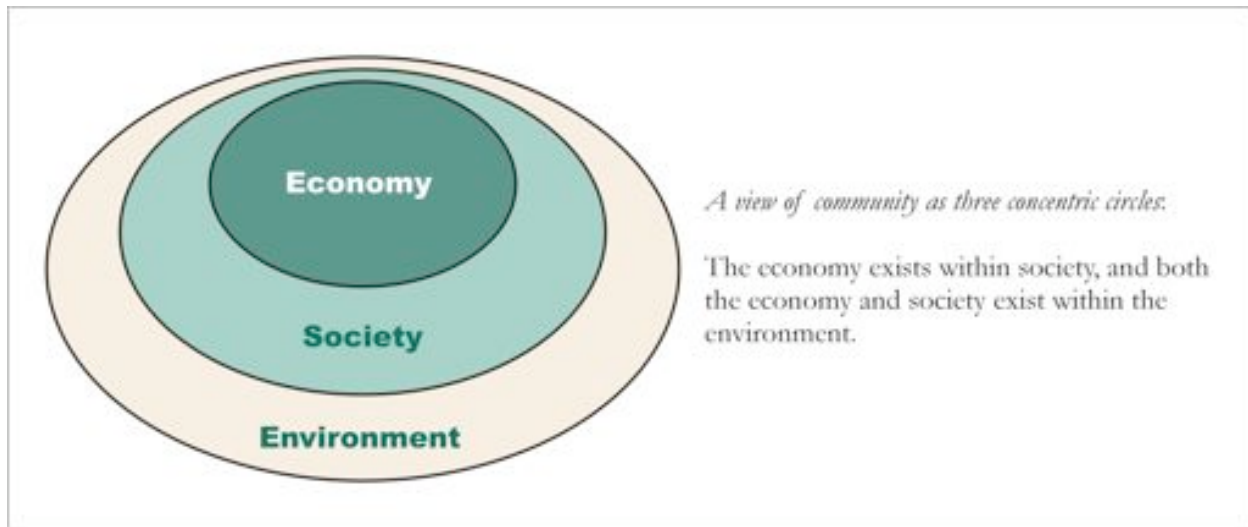 Economy
Society
Environment
A view of community as three concentric circles:
The economy exists within society, and both
the economy and society exist within the
environment.